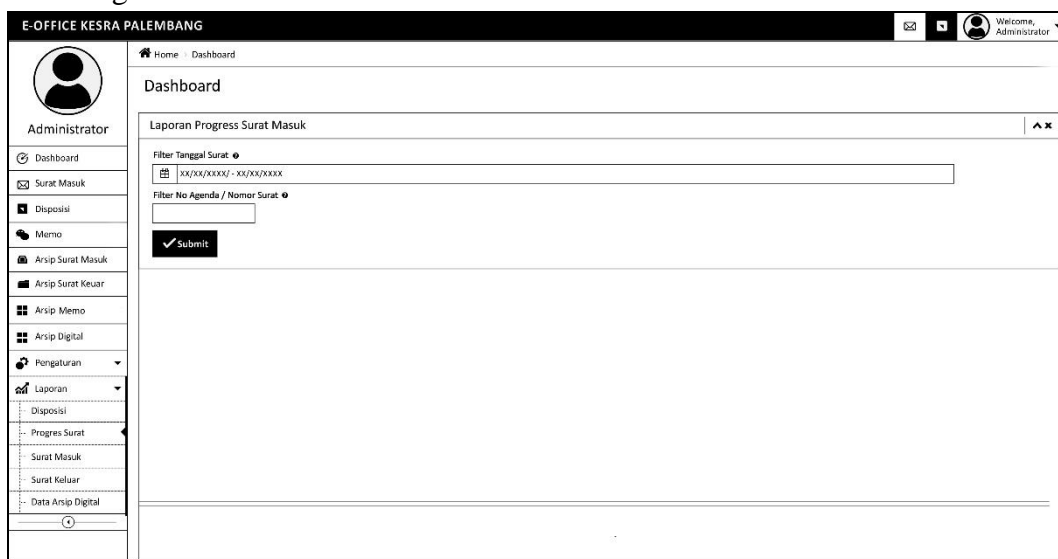 E-OFFICE KESRA PALEMBANG
Welcome,
Administrator
Home Dashboard
Dashboard
Administrator
Laporan Progress Surat Masuk
Filter Tanggal Surat
xx/xx/xxxx/ - xx/xx/xxxx
Filter No Agenda / Nomor Surat
Submit
Dashboard
Surat Masuk
Disposisi
Memo
Arsip Surat Masuk
Arsip Surat Keuar
Arsip Memo
Arsip Digital
Pengaturan
Laporan
Disposisi
Progres Surat
Surat Masuk
Surat Keluar
Data Arsip Digital